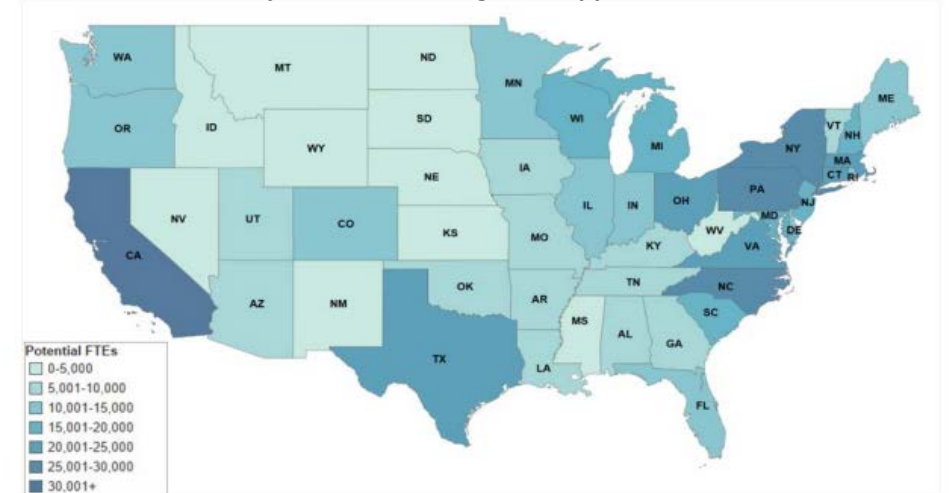 WA
MT
ND
MN
ME
OR
ID
SD
WI
VT
NH
WY
MI
NY
MA
CT RI
NE
IA
PA
NJ
NV
UT
CO
IL
IN
OH
MD
DE
KS
MO
WV
VA
CA
KY
AZ
NM
OK
AR
TN
NC
SC
MS
AL
GA
TX
LA
FL
Potential FTEs
0-5,000
5,001-10,000
10,001-15,000
15,001-20,000
20,001-25,000
25,001-30,000
30,001+